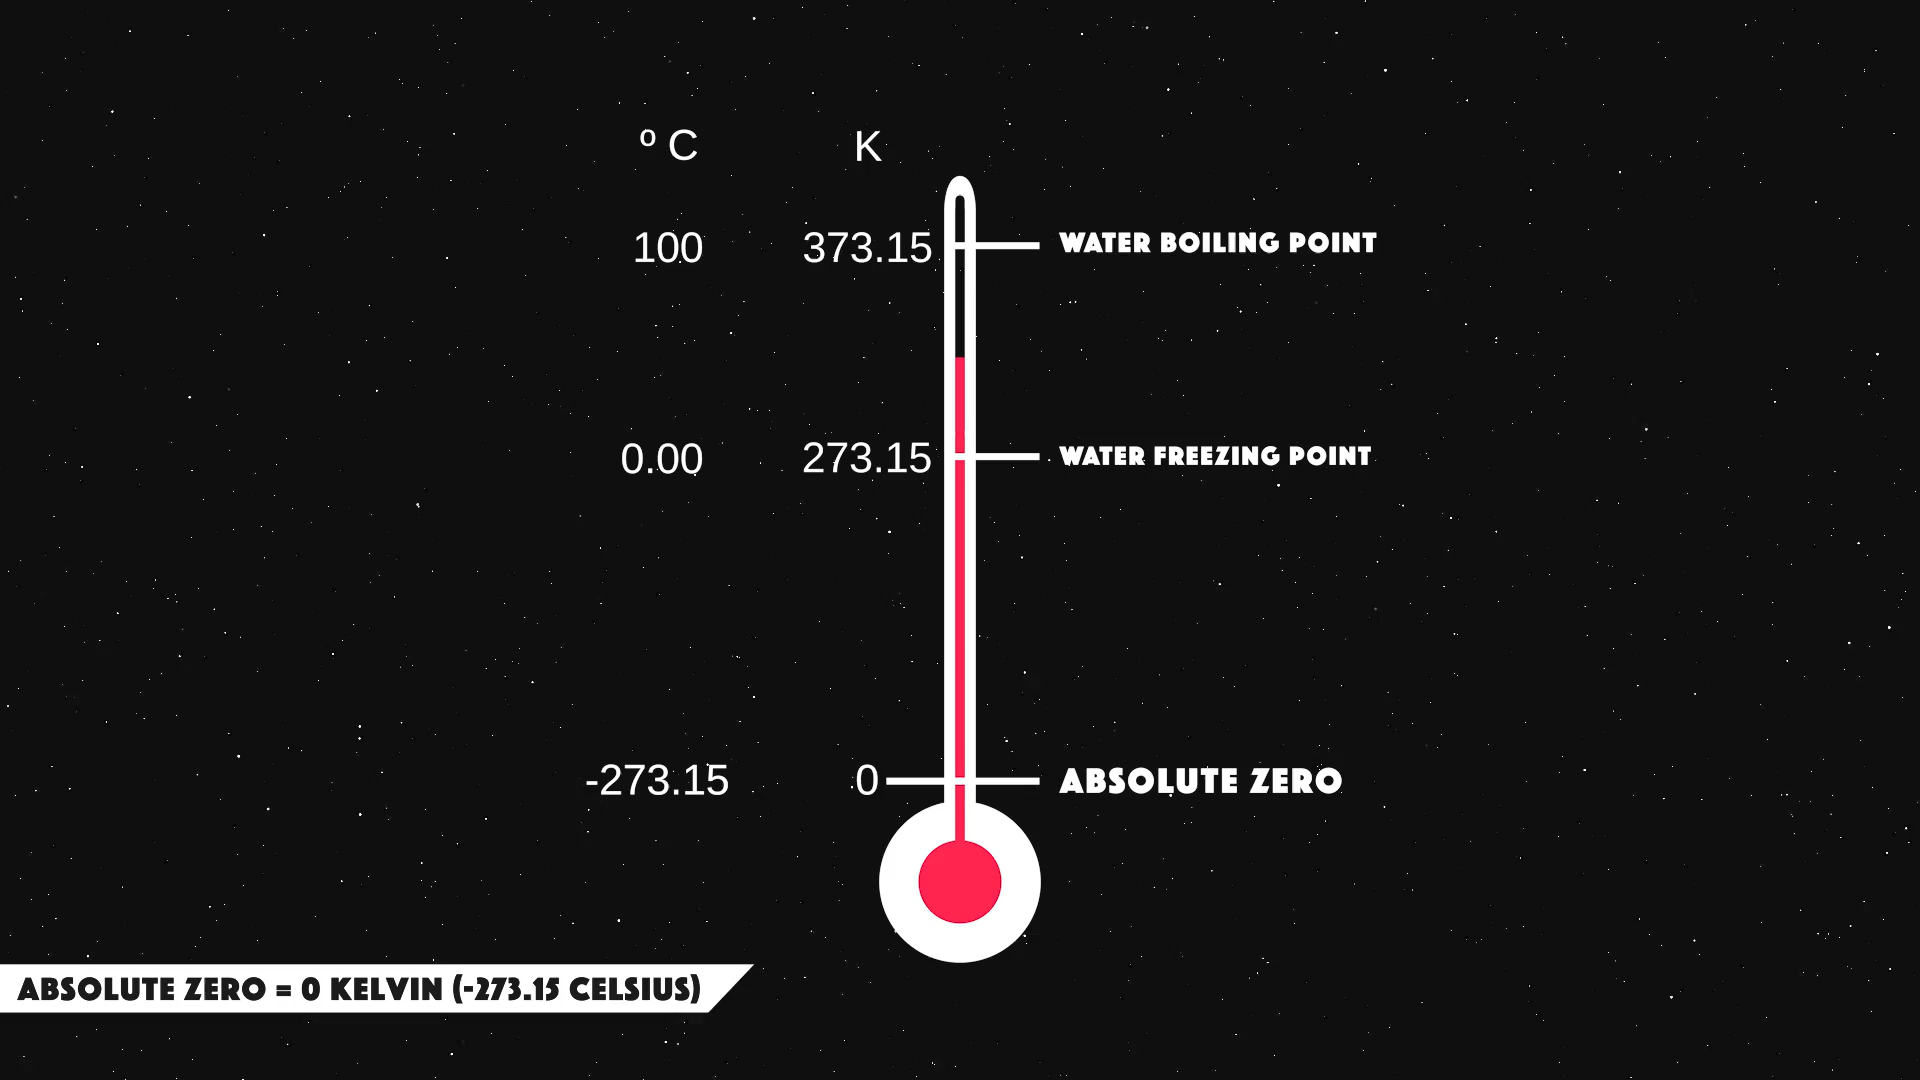 º C K
100 373.15 WATER BOILING POINT
0.00 273.15 WATER FREEZING POINT
-273.15 0 ABSOLUTE ZERO
ABSOLUTE ZERO = 0 KELVIN (-273.15 CELSIUS)